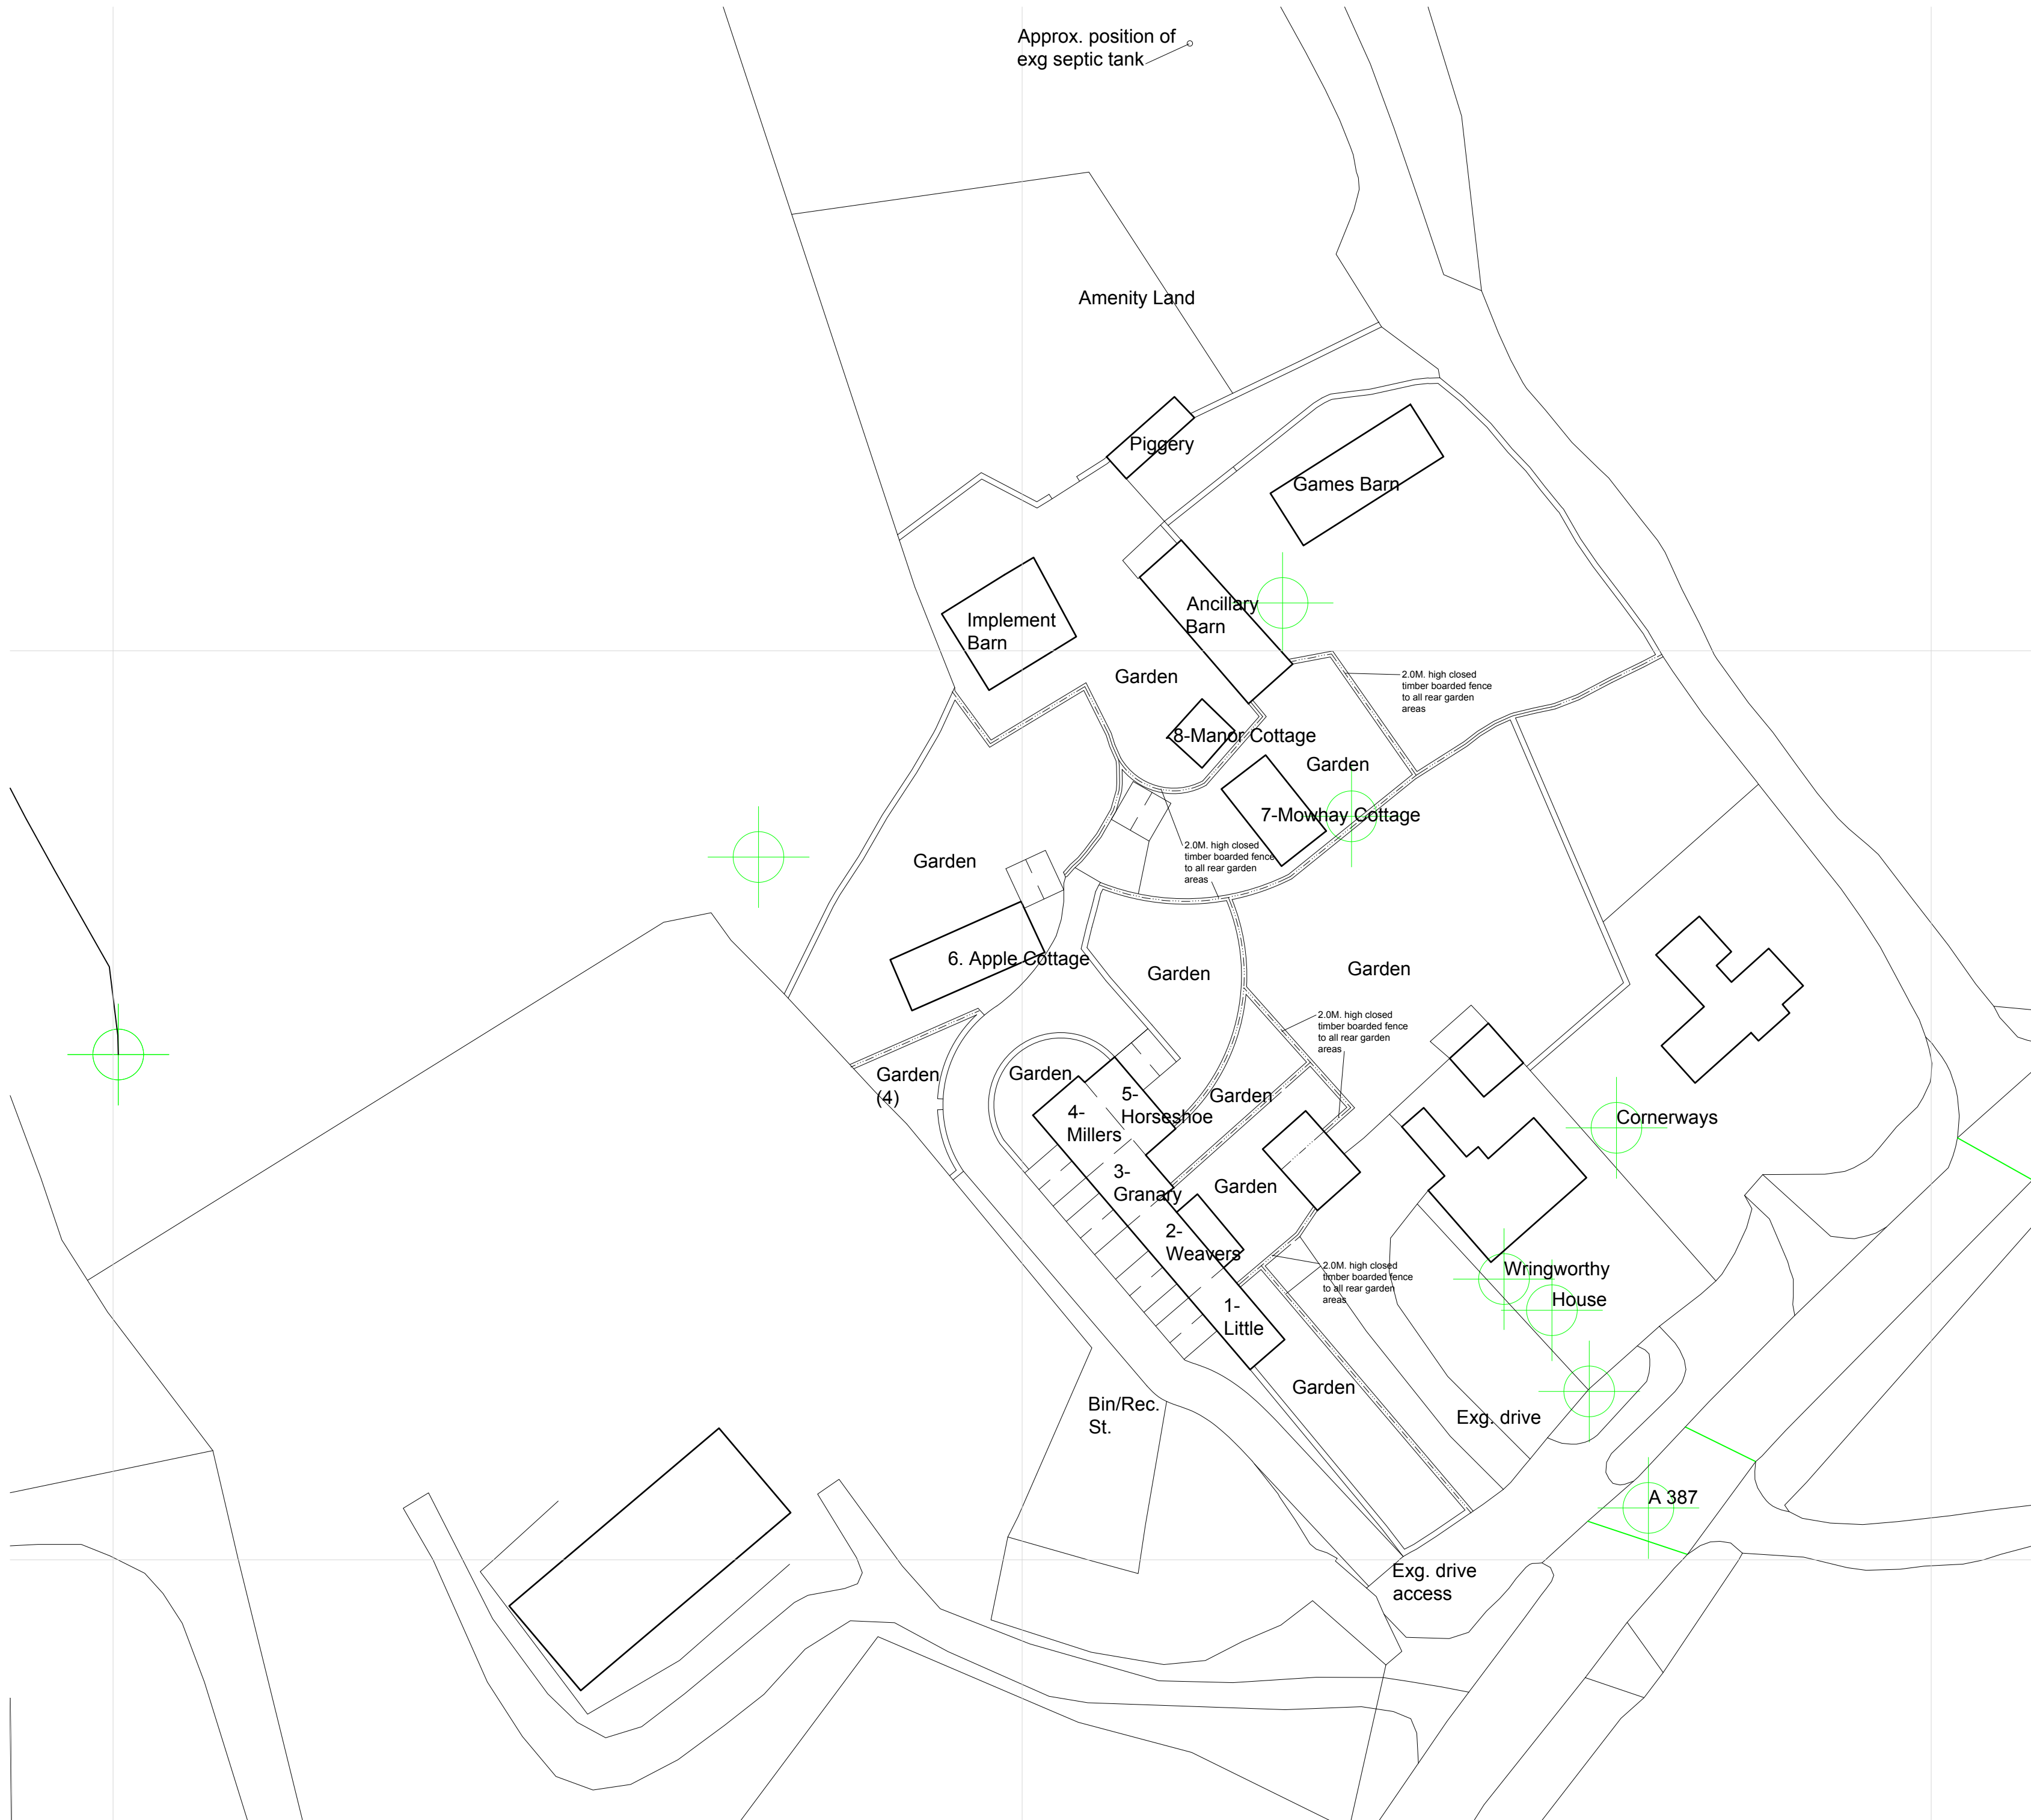 Approx. position of
exg septic tank
Amenity Land
Piggery
Games Barn
Ancillary
Barn
Implement
Barn
Garden
2.0M. high closed
timber boarded fence
to all rear garden
areas
8-Manor Cottage
Garden
7-Mowhay Cottage
2.0M. high closed
timber boarded fence
to all rear garden
areas
Garden
6. Apple Cottage
Garden
Garden
2.0M. high closed
timber boarded fence
to all rear garden
areas
Garden
(4)
Garden
5-
Horseshoe
Garden
4-
Millers
Cornerways
3-
Granary
Garden
2-
Weavers
2.0M. high closed
timber boarded fence
to all rear garden
areas
Wringworthy
House
1-
Little
Garden
Bin/Rec.
St.
Exg. drive
A 387
Exg. drive
access